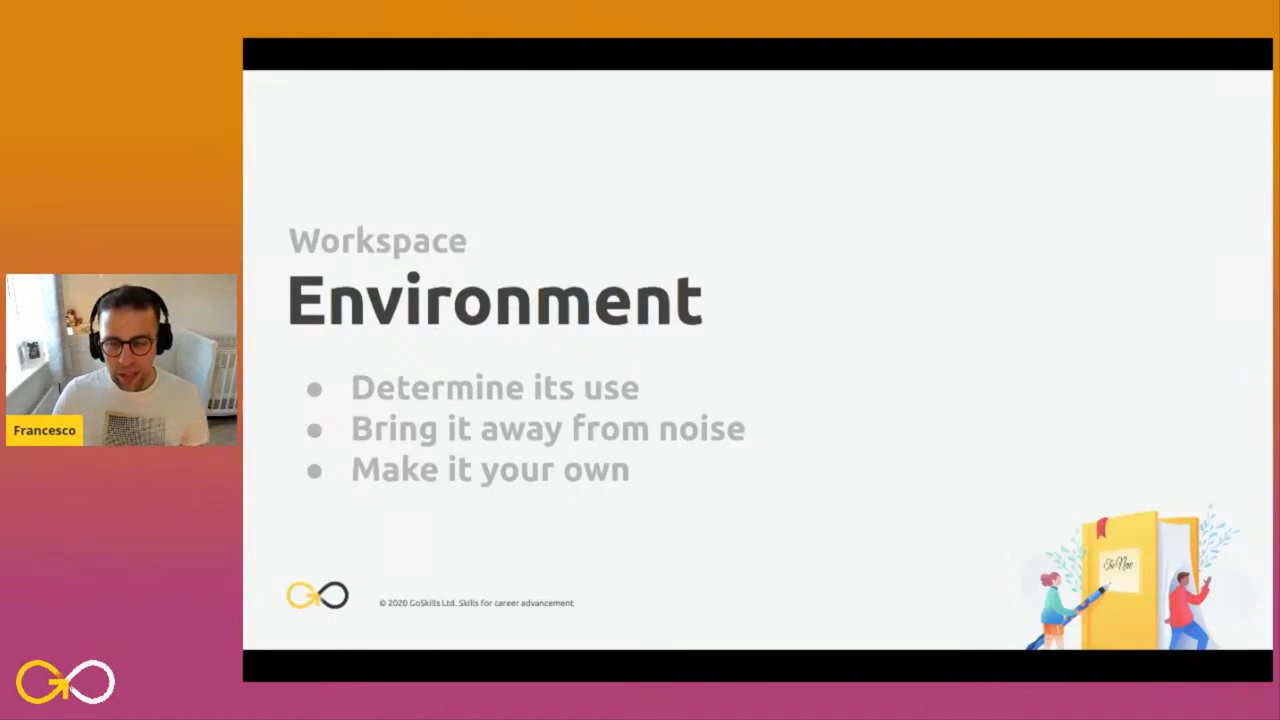 Workspace
Environment
● Determine its use
● Bring it away from noise
● Make it your own
Francesco
© 2020 GoSkills Ltd. Skills for career advancement